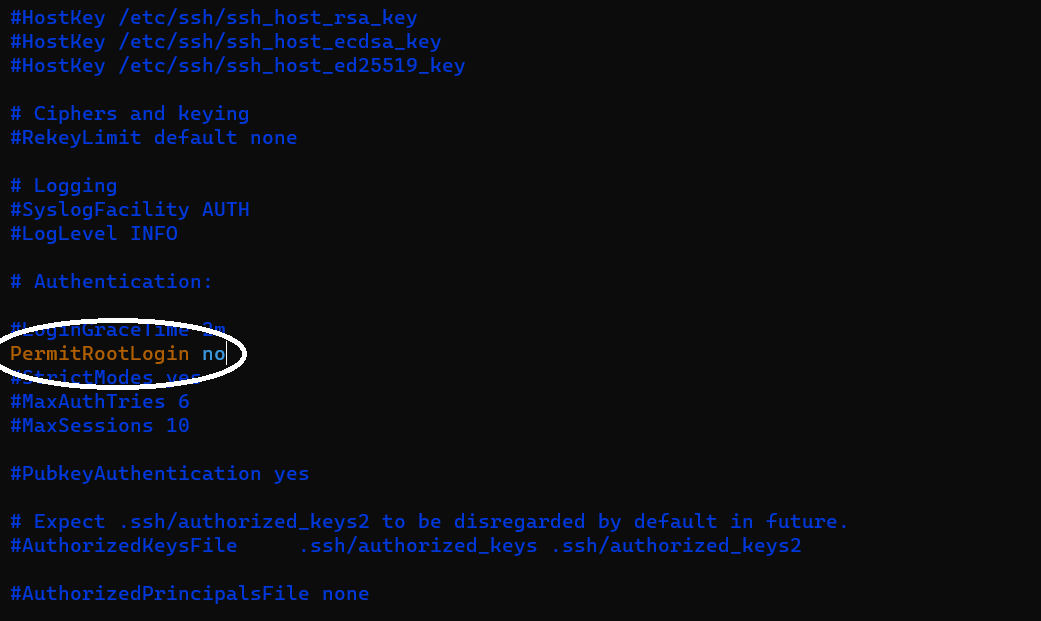 #HostKey /etc/ssh/ssh_host_rsa_key
#HostKey /etc/ssh/ssh_host_ecdsa_key
#HostKey /etc/ssh/ssh_host_ed25519_key
# Ciphers and keying
#RekeyLimit default none
# Logging
#SyslogFacility AUTH
#LogLevel INFO
# Authentication:
#LoginGraceTime 2m
PermitRootLogin no
#StrictModes yes
#MaxAuthTries 6
#MaxSessions 10
#PubkeyAuthentication yes
# Expect .ssh/authorized_keys2 to be disregarded by default in future.
#AuthorizedKeysFile .ssh/authorized_keys .ssh/authorized_keys2
#AuthorizedPrincipalsFile none